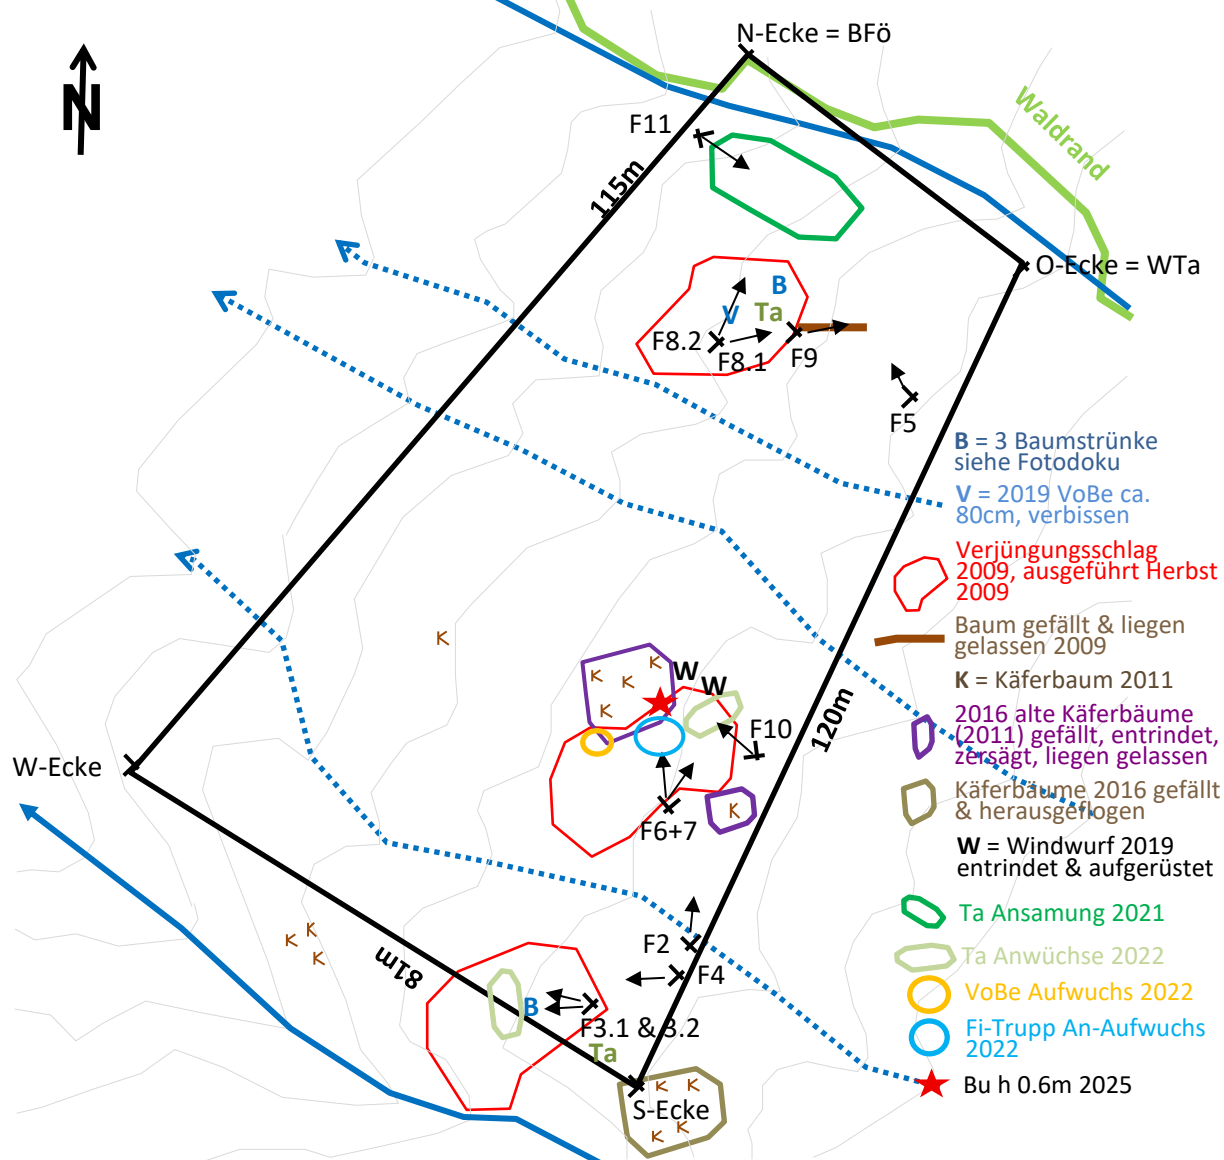 N-Ecke = BFö
N
F11
Waldrand
115m
O-Ecke = WTa
B
V
Ta
F8.2
F8.1
F9
F5
B = 3 Baumstrünke
siehe Fotodoku
V = 2019 VoBe ca.
80cm, verbissen
Verjüngungsschlag
2009, ausgeführt Herbst
2009
Baum gefällt & liegen
gelassen 2009
K = Käferbaum 2011
2016 alte Käferbäume
(2011) gefällt, entrindet,
zersägt, liegen gelassen
Käferbäume 2016 gefällt
& herausgeflogen
W = Windwurf 2019
entrindet & aufgerüstet
Ta Ansamung 2021
Ta Anwüchse 2022
VoBe Aufwuchs 2022
Fi-Trupp An-Aufwuchs
2022
Bu h 0.6m 2025
K
K
K
K
K
W
W
120m
F10
K
F6+7
W-Ecke
K
K
K
81m
F2
F4
B
F3.1 & 3.2
Ta
K
K
S-Ecke
K
K